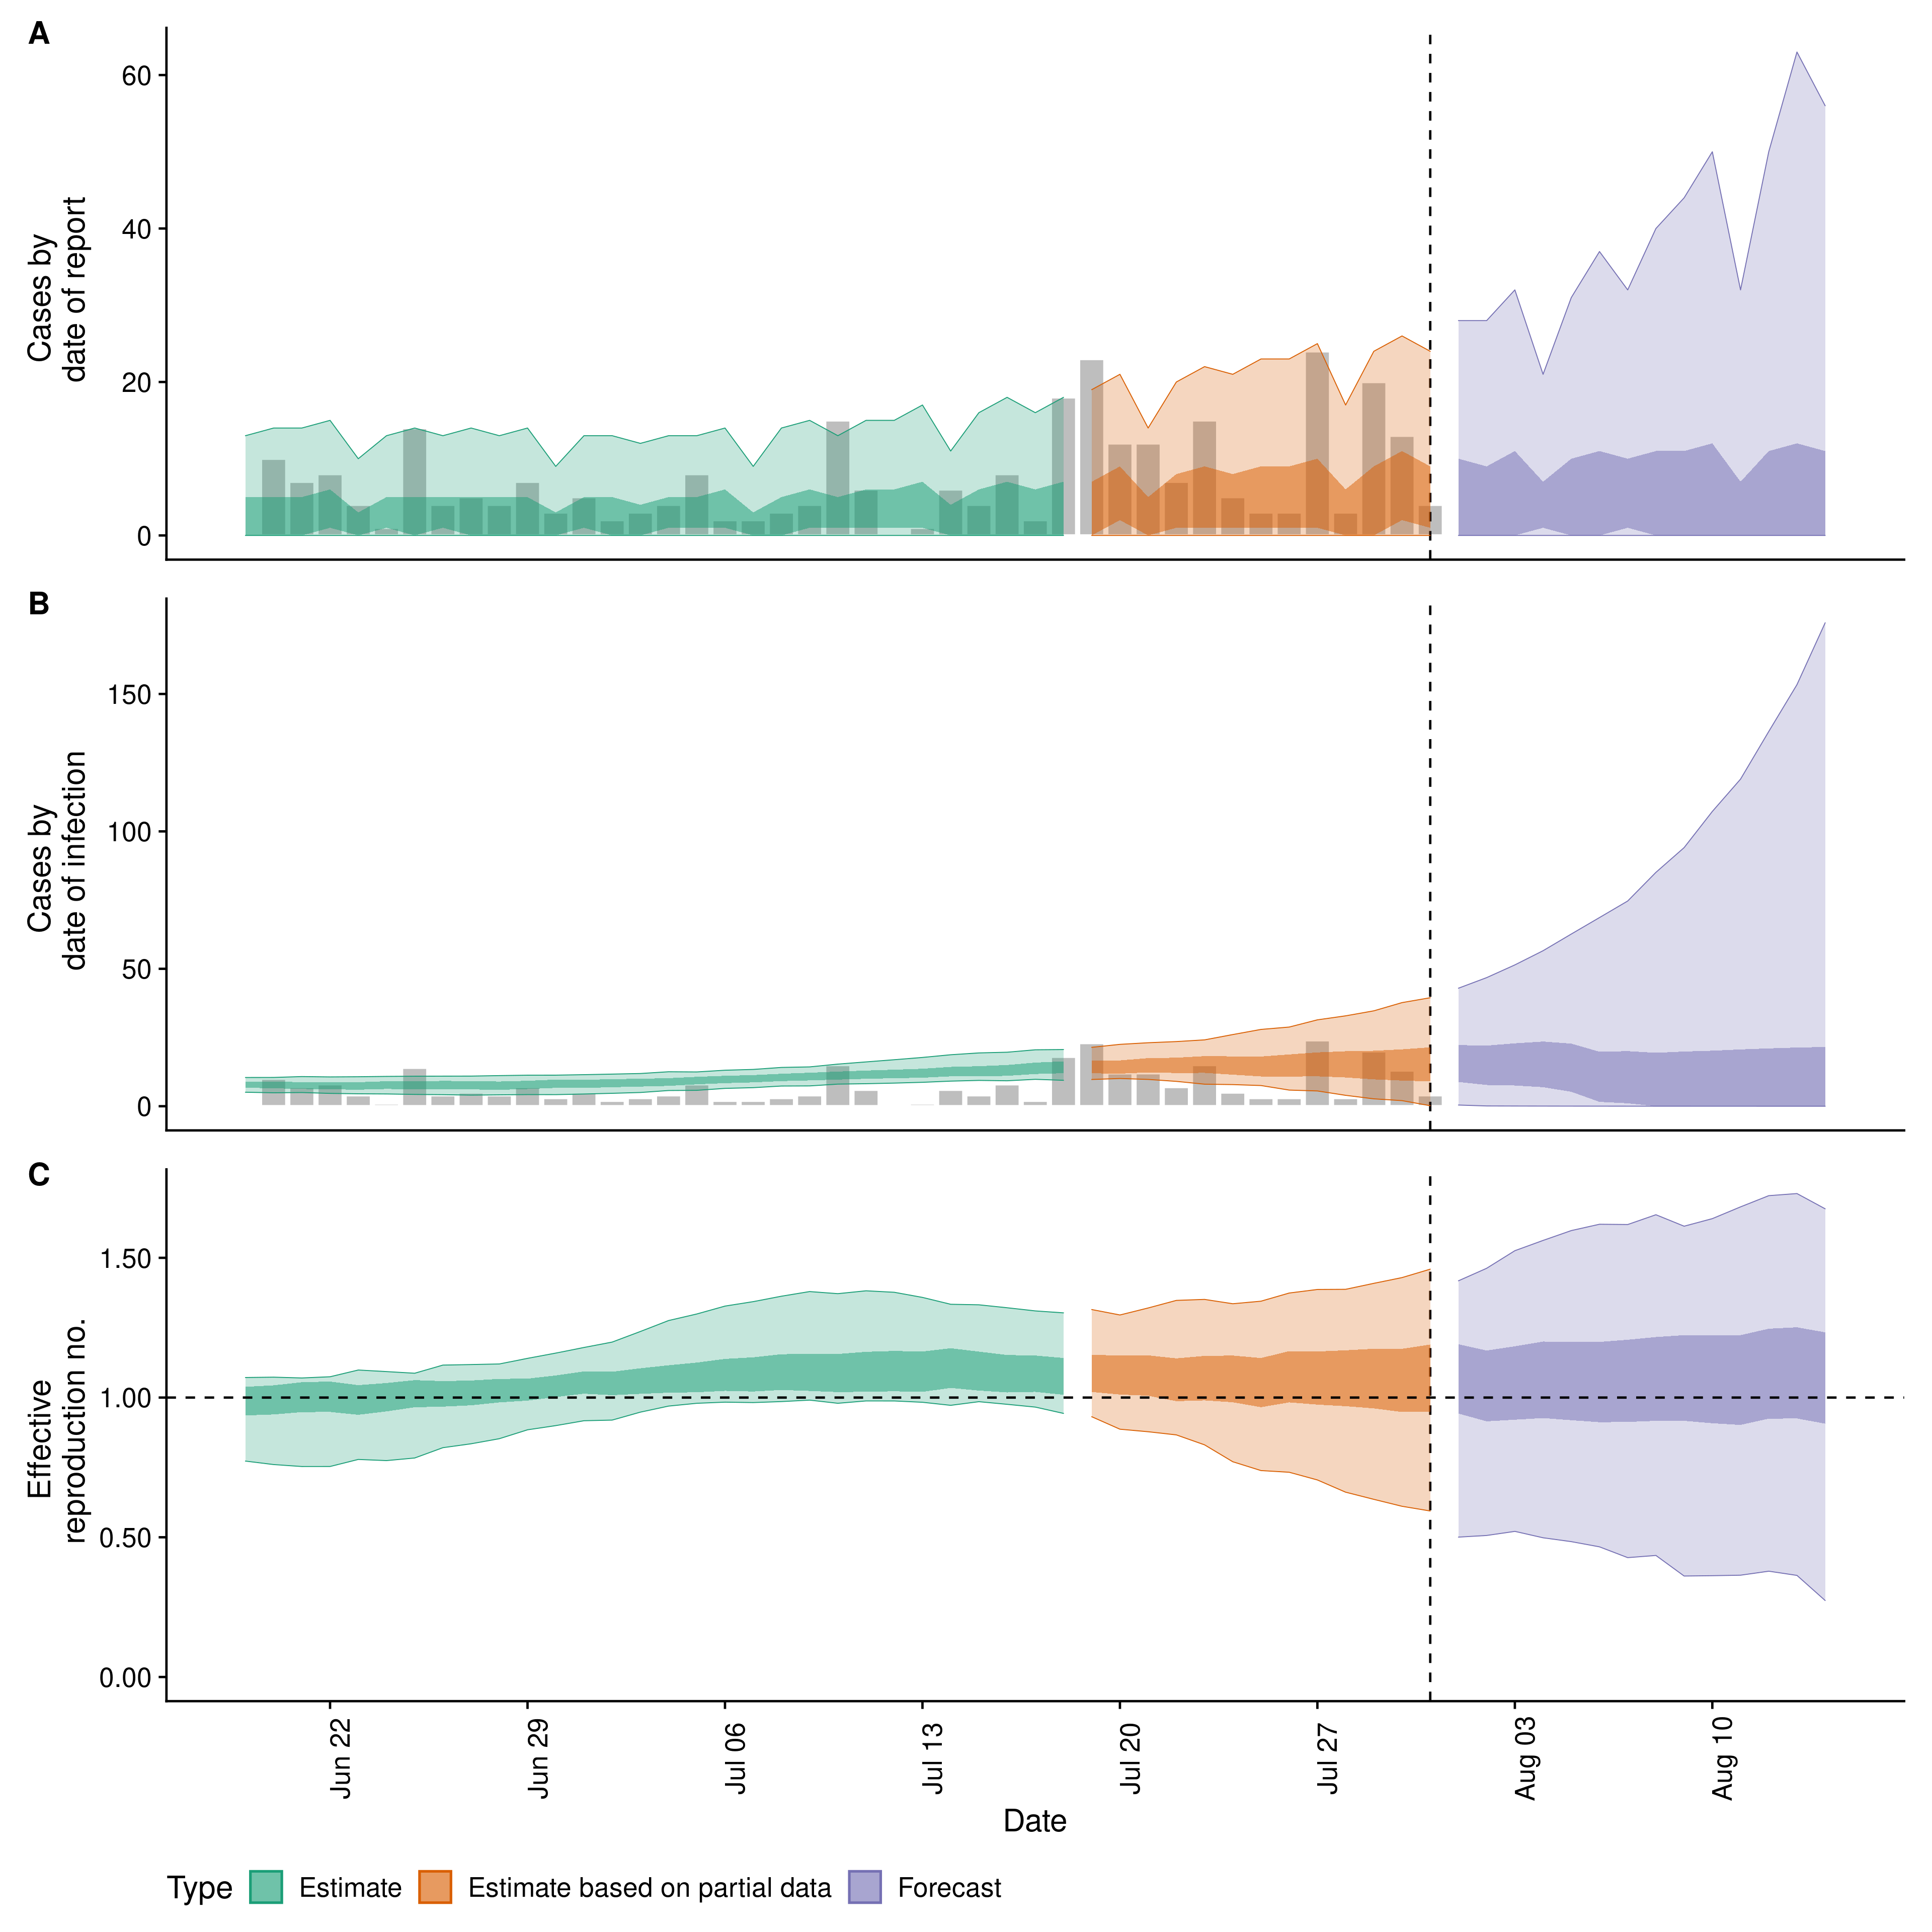 A
Cases by
date of report
60
40
20
0
B
Cases by
date of infection
150
100
50
0
C
Effective
reproduction no.
1.50
1.00
0.50
0.00
Jun 22
Jun 29
Jul 06
Jul 13
Jul 20
Jul 27
Aug 03
Aug 10
Date
Type Estimate Estimate based on partial data Forecast